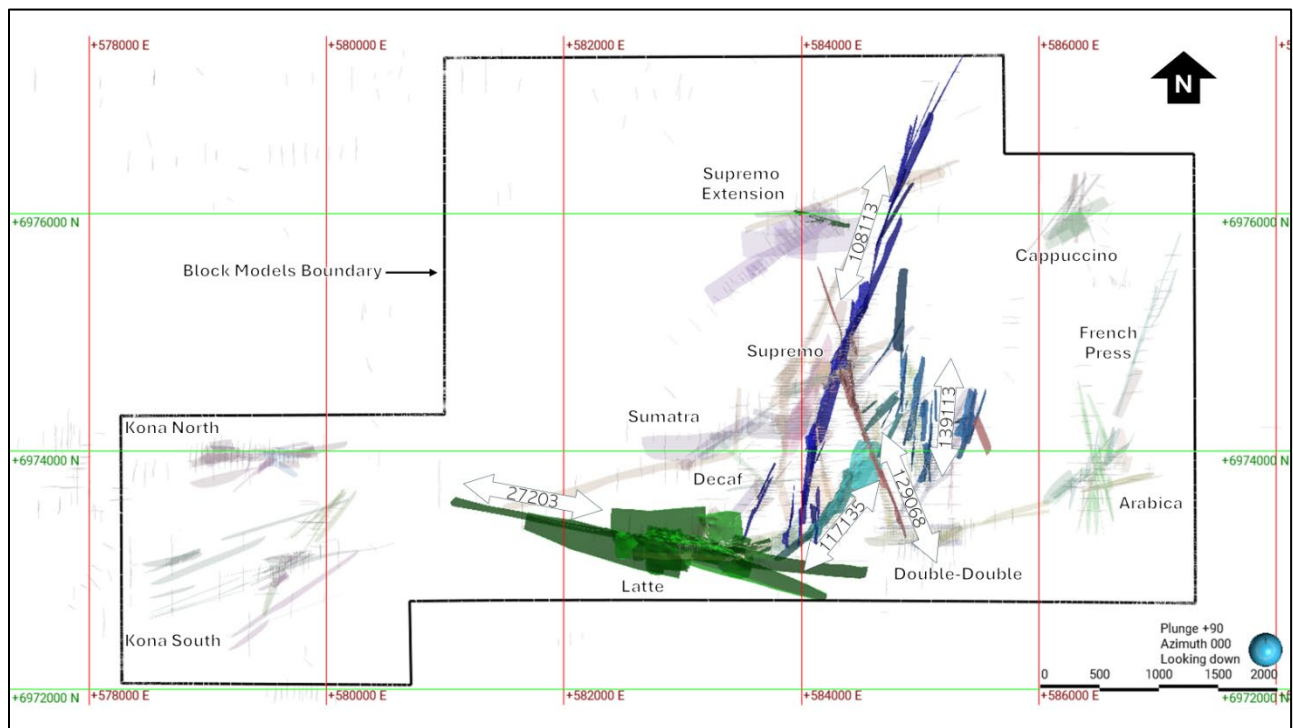 +578000 E
+580000 E
+582000 E
+584000 E
+586000 E
N
Supremo
Extension
+6976000 N
+6976000 N
108113
Cappuccino
Block Models Boundary
French
Press
Supremo
Sumatra
139113
Kona North
+6974000 N
+6974000 N
Decaf
129068
27203
Arabica
117135
Double-Double
Latte
Kona South
Plunge +90
Azimuth 000
Looking down
0 500 1000 1500 2000
+6972000 N
+6972000 N
+578000 E
+580000 E
+582000 E
+584000 E
+586000 E